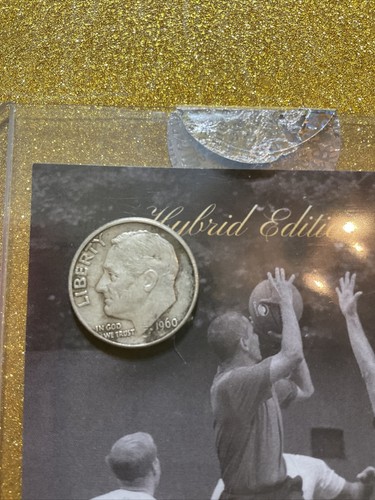 Hybrid Edition
LIBERTY
IN GOD
WE TRUST
1960